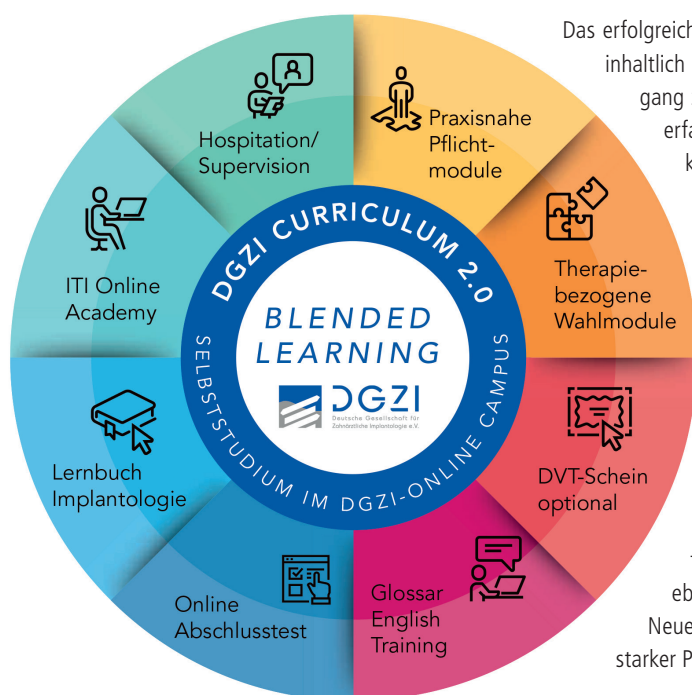 Das erfolgreich
inhaltlich
gang
starker P
Neue
Praxisnahe
Pflicht-
module
Therapie-
bezogene
Wahlmodule
DVT-Schein
optional
Glossar
English
Training
Online
Abschlusstest
Lernbuch
Implantologie
ITI Online
Academy
Hospitation/
Supervision
DGZI CURRICULUM 2.0
BLENDED
LEARNING
DGZI
Deutsche Gesellschaft für
Zahnärztliche Implantologie e.V.
SELBSTSTUDIUM IM DGZI-ONLINE CAMPUS